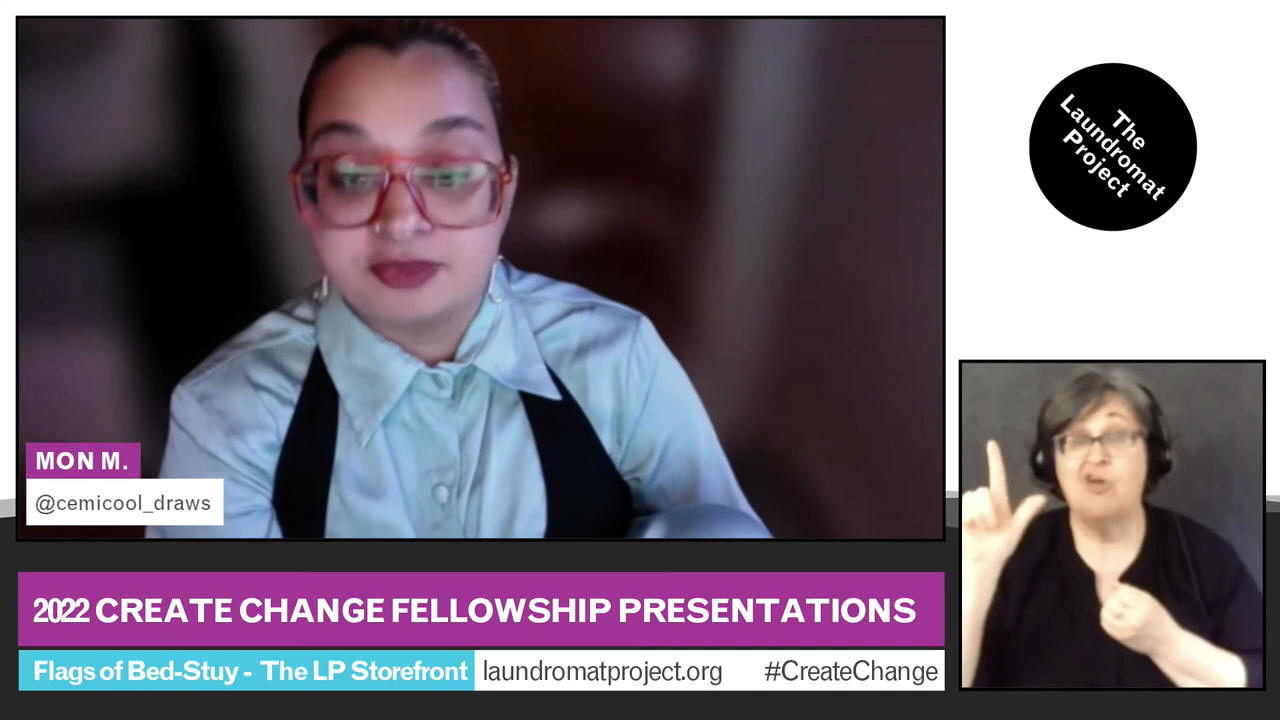 The
Laundromat
Project
MON M.
@cemicool_draws
2022 CREATE CHANGE FELLOWSHIP PRESENTATIONS
Flags of Bed-Stuy - The LP Storefront laundromatproject.org #CreateChange